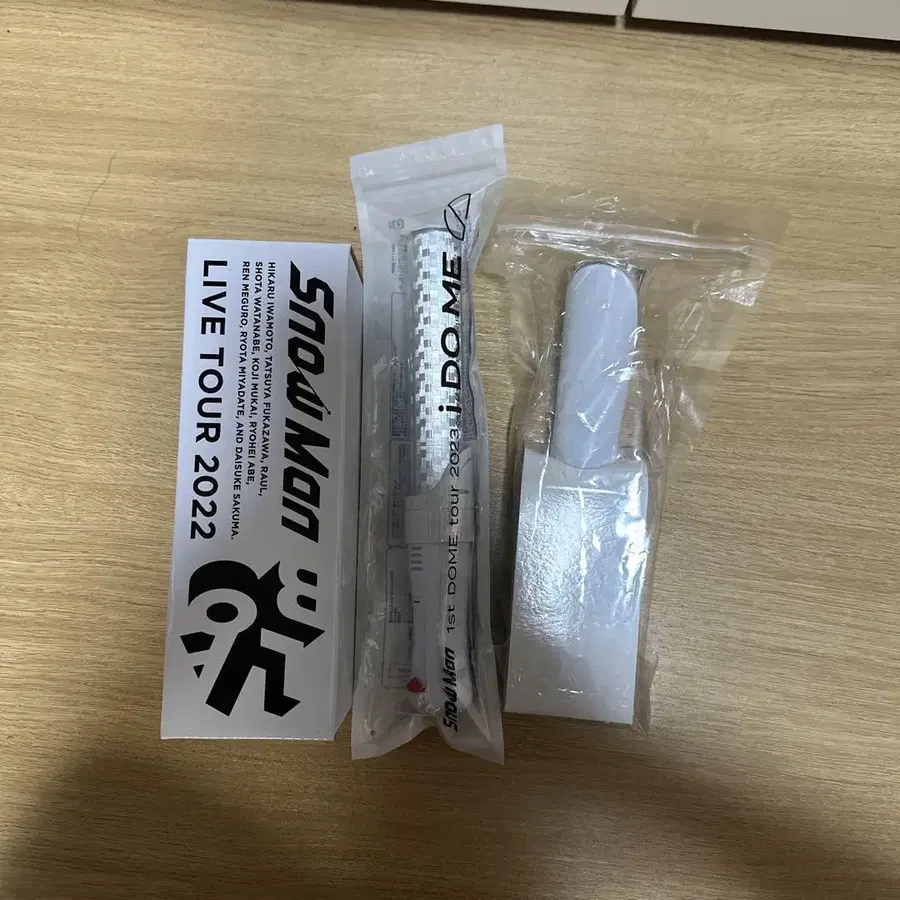 Snow Man
HIKARU IWAMOTO, TATSUYA FUKAZAWA, RAUL,
SHOTA WATANABE, KOJI MUKAI, RYOHEI ABE,
REN MEGURO, RYOTA MIYADATE, AND DAISUKE SAKUMA.
LIVE TOUR 2022
Snow Man 1st DOME tour 2023 i DO ME